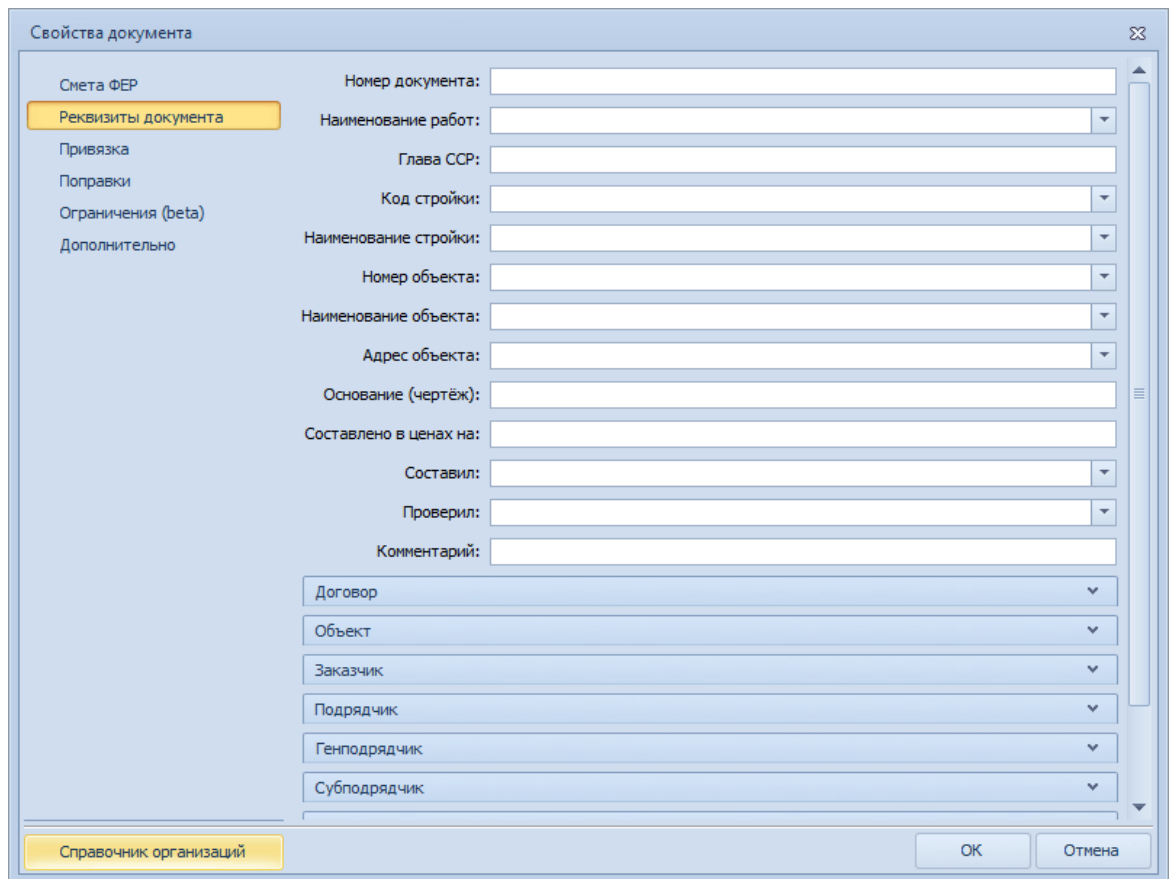 Свойства документа
Смета ФЕР
Реквизиты документа
Привязка
Поправки
Ограничения (beta)
Дополнительно
Номер документа:
Наименование работ:
Глава ССР:
Код стройки:
Наименование стройки:
Номер объекта:
Наименование объекта:
Адрес объекта:
Основание (чертёж):
Составлено в ценах на:
Составил:
Проверил:
Комментарий:
Договор
Объект
Заказчик
Подрядчик
Генподрядчик
Субподрядчик
Справочник организаций
ОК
Отмена